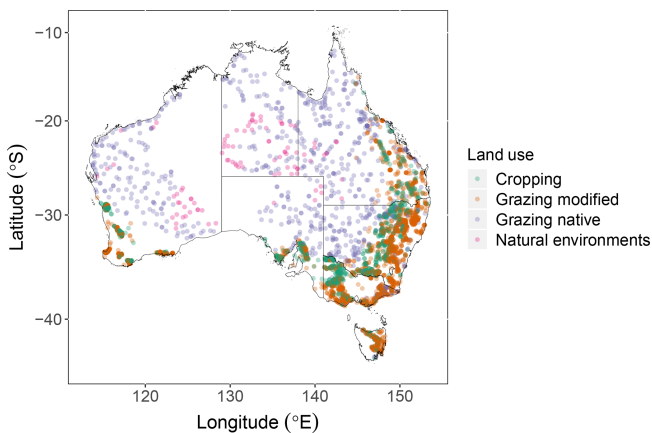 −10
−20
−30
−40
120
130
140
150
Latitude (°S)
Longitude (°E)
Land use
Cropping
Grazing modified
Grazing native
Natural environments